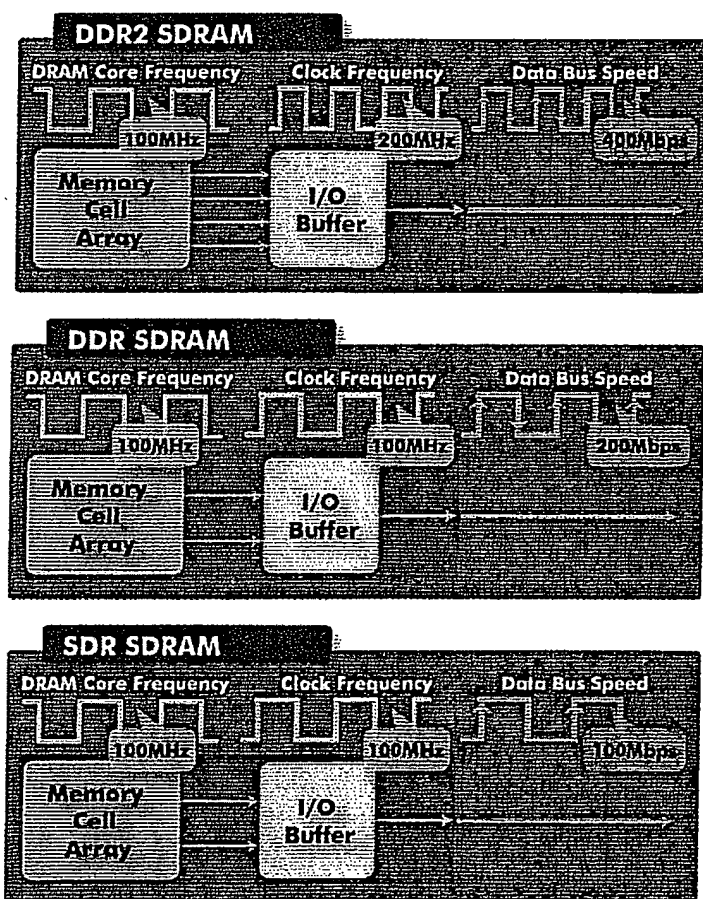 DDR2 SDRAM
DRAM Core Frequency Clock Frequency Data Bus Speed
100MHz 200MHz 400Mbps
Memory
Cell
Array
I/O
Buffer
DDR SDRAM
DRAM Core Frequency Clock Frequency Data Bus Speed
100MHz 100MHz 200Mbps
Memory
Cell
Array
I/O
Buffer
SDR SDRAM
DRAM Core Frequency Clock Frequency Data Bus Speed
100MHz 100MHz 100Mbps
Memory
Cell
Array
I/O
Buffer